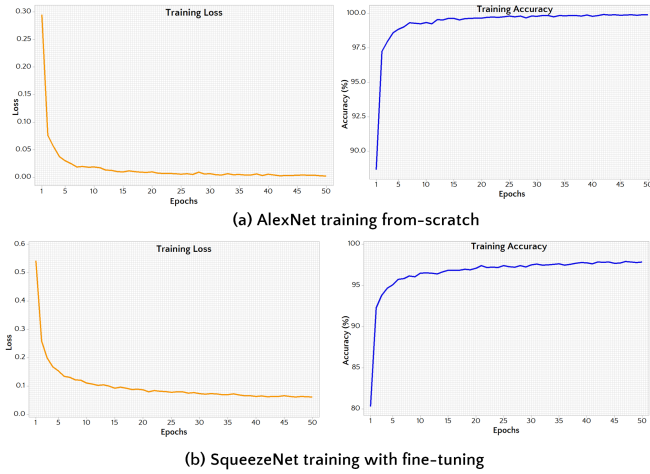 Training Loss
0.30
0.25
0.20
0.15
0.10
0.05
0.00
Loss
1 5 10 15 20 25 30 35 40 45 50
Epochs
Training Accuracy
100.0
97.5
95.0
92.5
90.0
Accuracy (%)
1 5 10 15 20 25 30 35 40 45 50
Epochs
(a) AlexNet training from-scratch
Training Loss
0.6
0.5
0.4
0.3
0.2
0.1
0.0
Loss
1 5 10 15 20 25 30 35 40 45 50
Epochs
Training Accuracy
100
95
90
85
80
Accuracy (%)
1 5 10 15 20 25 30 35 40 45 50
Epochs
(b) SqueezeNet training with fine-tuning